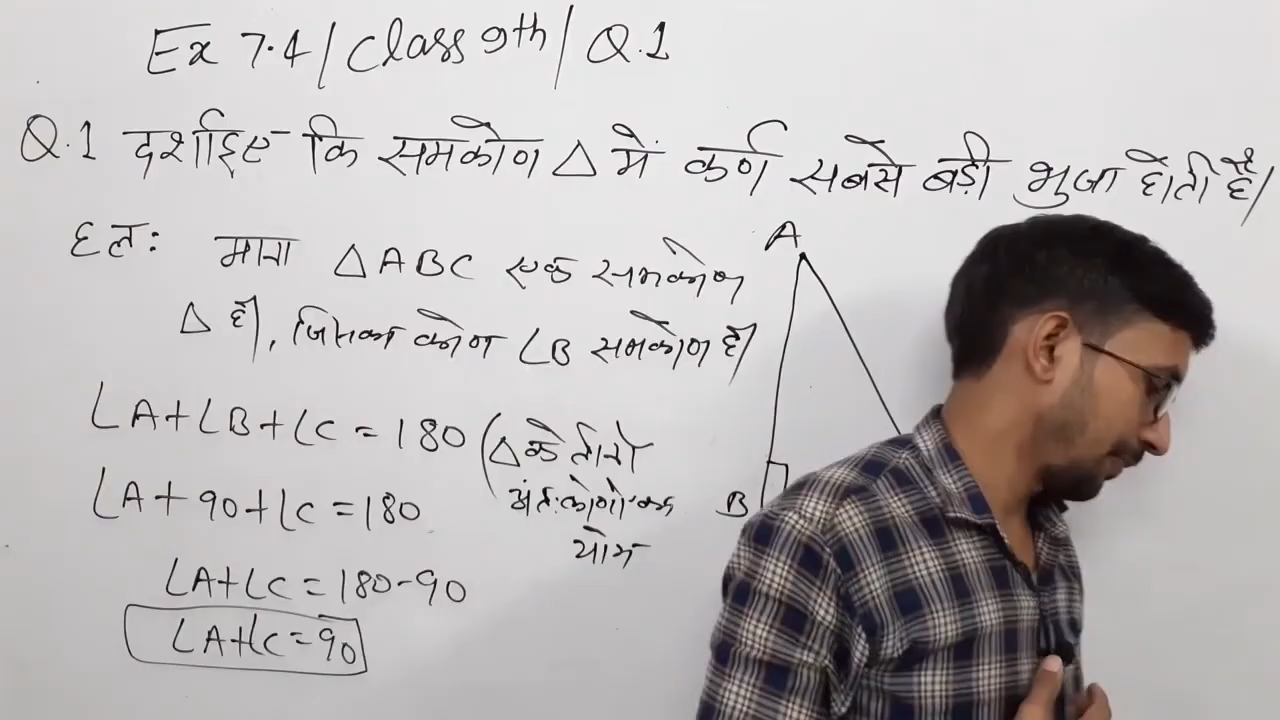 Ex 7.4/Class 9th/Q.1
Q.1 दर्शाइए कि समकोण △ में कर्ण सबसे बड़ी भुजा होती है।
हलः माना △ABC एक समकोण
△ है।, जिसका कोण ∠B समकोण है।
∠A+∠B+∠C=180 (△ के तीनों
अंतःकोणों का
योग
∠A+90+∠C=180
∠A+∠C=180-90
∠A+∠C=90
A
B